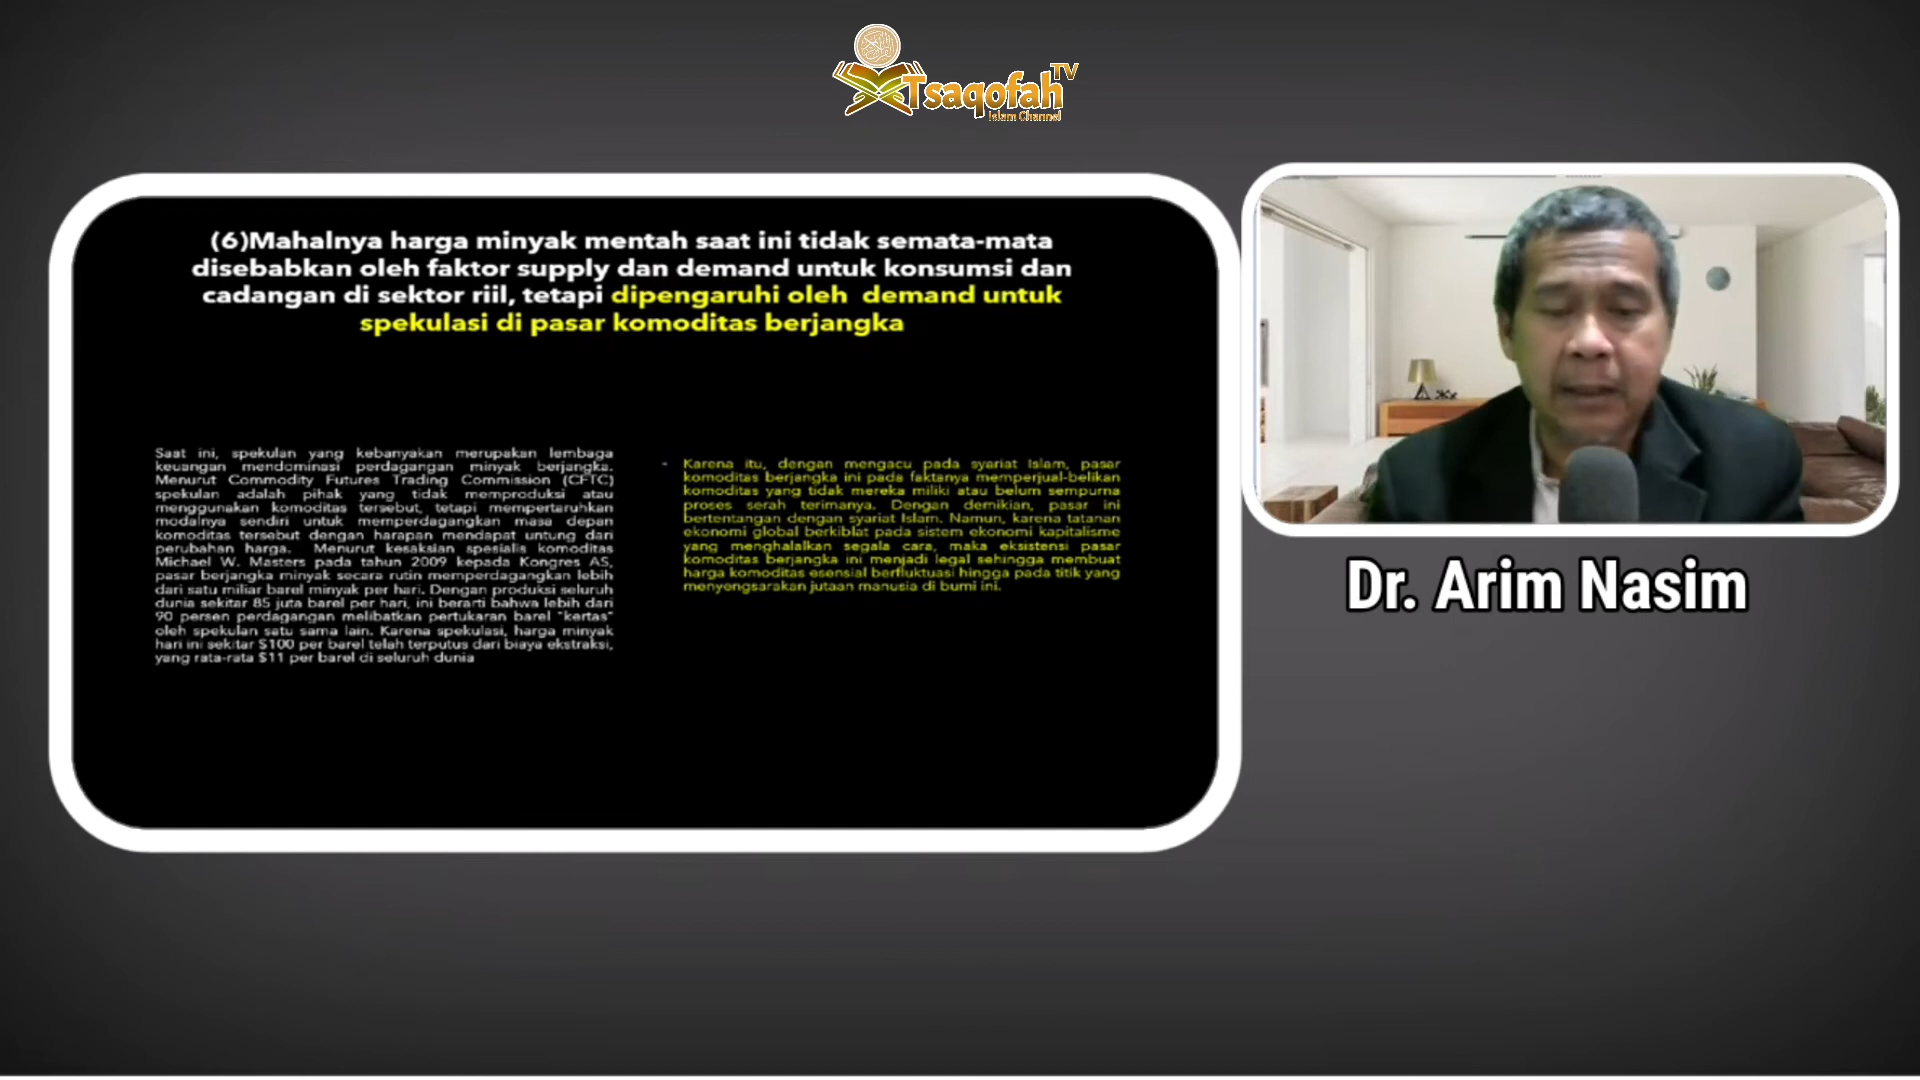 Tsaqofah TV
Islam Channel
(6)Mahalnya harga minyak mentah saat ini tidak semata-mata
disebabkan oleh faktor supply dan demand untuk konsumsi dan
cadangan di sektor riil, tetapi dipengaruhi oleh demand untuk
spekulasi di pasar komoditas berjangka
Saat ini, spekulan yang kebanyakan merupakan lembaga
keuangan mendominasi perdagangan minyak berjangka.
Menurut Commodity Futures Trading Commission (CFTC)
spekulan adalah pihak yang tidak memproduksi atau
menggunakan komoditas tersebut, tetapi mempertaruhkan
modalnya sendiri untuk memperdagangkan masa depan
komoditas tersebut dengan harapan mendapat untung dari
perubahan harga. Menurut kesaksian spesialis komoditas
Michael W. Masters pada tahun 2009 kepada Kongres AS,
pasar berjangka minyak secara rutin memperdagangkan lebih
dari satu miliar barel minyak per hari. Dengan produksi seluruh
dunia sekitar 85 juta barel per hari, ini berarti bahwa lebih dari
90 persen perdagangan melibatkan pertukaran barel "kertas"
oleh spekulan satu sama lain. Karena spekulasi, harga minyak
hari ini sekitar $100 per barel telah terputus dari biaya ekstraksi,
yang rata-rata $11 per barel di seluruh dunia
- Karena itu, dengan mengacu pada syariat Islam, pasar
komoditas berjangka ini pada faktanya memperjual-belikan
komoditas yang tidak mereka miliki atau belum sempurna
proses serah terimanya. Dengan demikian, pasar ini
bertentangan dengan syariat Islam. Namun, karena tatanan
ekonomi global berkiblat pada sistem ekonomi kapitalisme
yang menghalalkan segala cara, maka eksistensi pasar
komoditas berjangka ini menjadi legal sehingga membuat
harga komoditas esensial berfluktuasi hingga pada titik yang
menyengsarakan jutaan manusia di bumi ini.
Dr. Arim Nasim